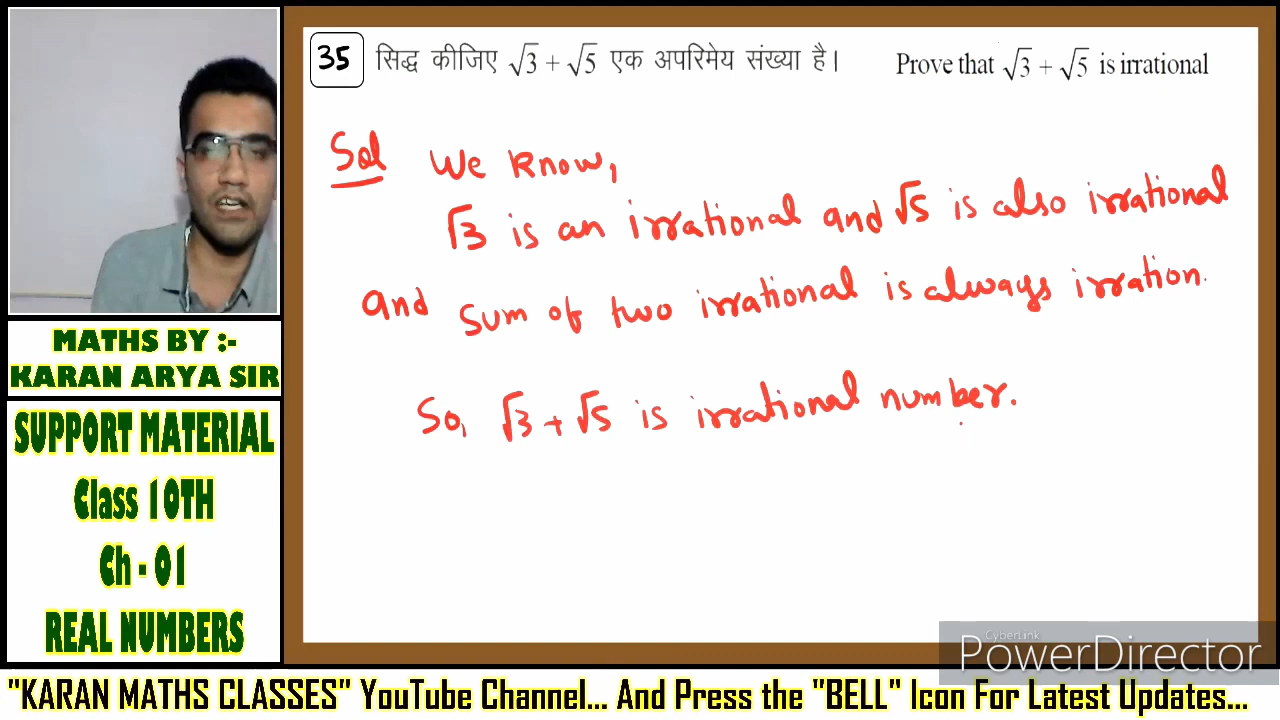 35 सिद्ध कीजिए √3 + √5 एक अपरिमेय संख्या है। Prove that √3 + √5 is irrational
Sol We know,
√3 is an irrational and √5 is also irrational
and sum of two irrational is always irration.
So, √3 + √5 is irrational number.
MATHS BY :-
KARAN ARYA SIR
SUPPORT MATERIAL
Class 10TH
Ch - 01
REAL NUMBERS
CyberLink
PowerDirector
"KARAN MATHS CLASSES" YouTube Channel... And Press the "BELL" Icon For Latest Updates...